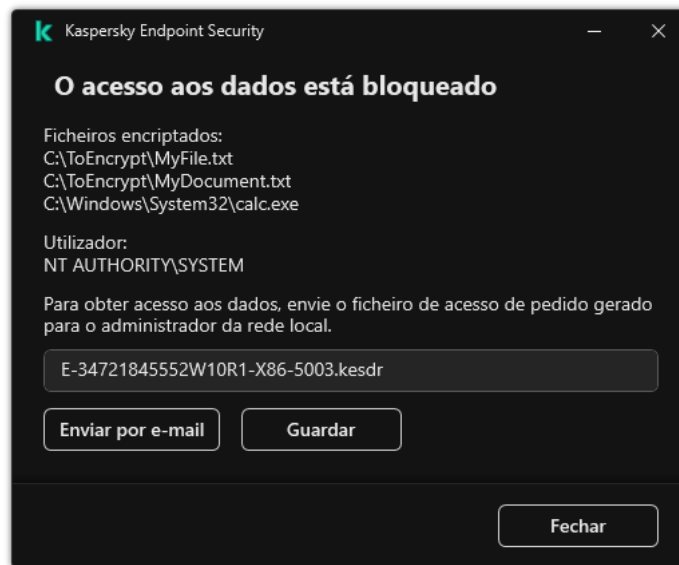 Kaspersky Endpoint Security
O acesso aos dados está bloqueado
Ficheiros encriptados:
C:\ToEncrypt\MyFile.txt
C:\ToEncrypt\MyDocument.txt
C:\Windows\System32\calc.exe
Utilizador:
NT AUTHORITY\SYSTEM
Para obter acesso aos dados, envie o ficheiro de acesso de pedido gerado
para o administrador da rede local.
E-34721845552W10R1-X86-5003.kesdr
Enviar por e-mail
Guardar
Fechar